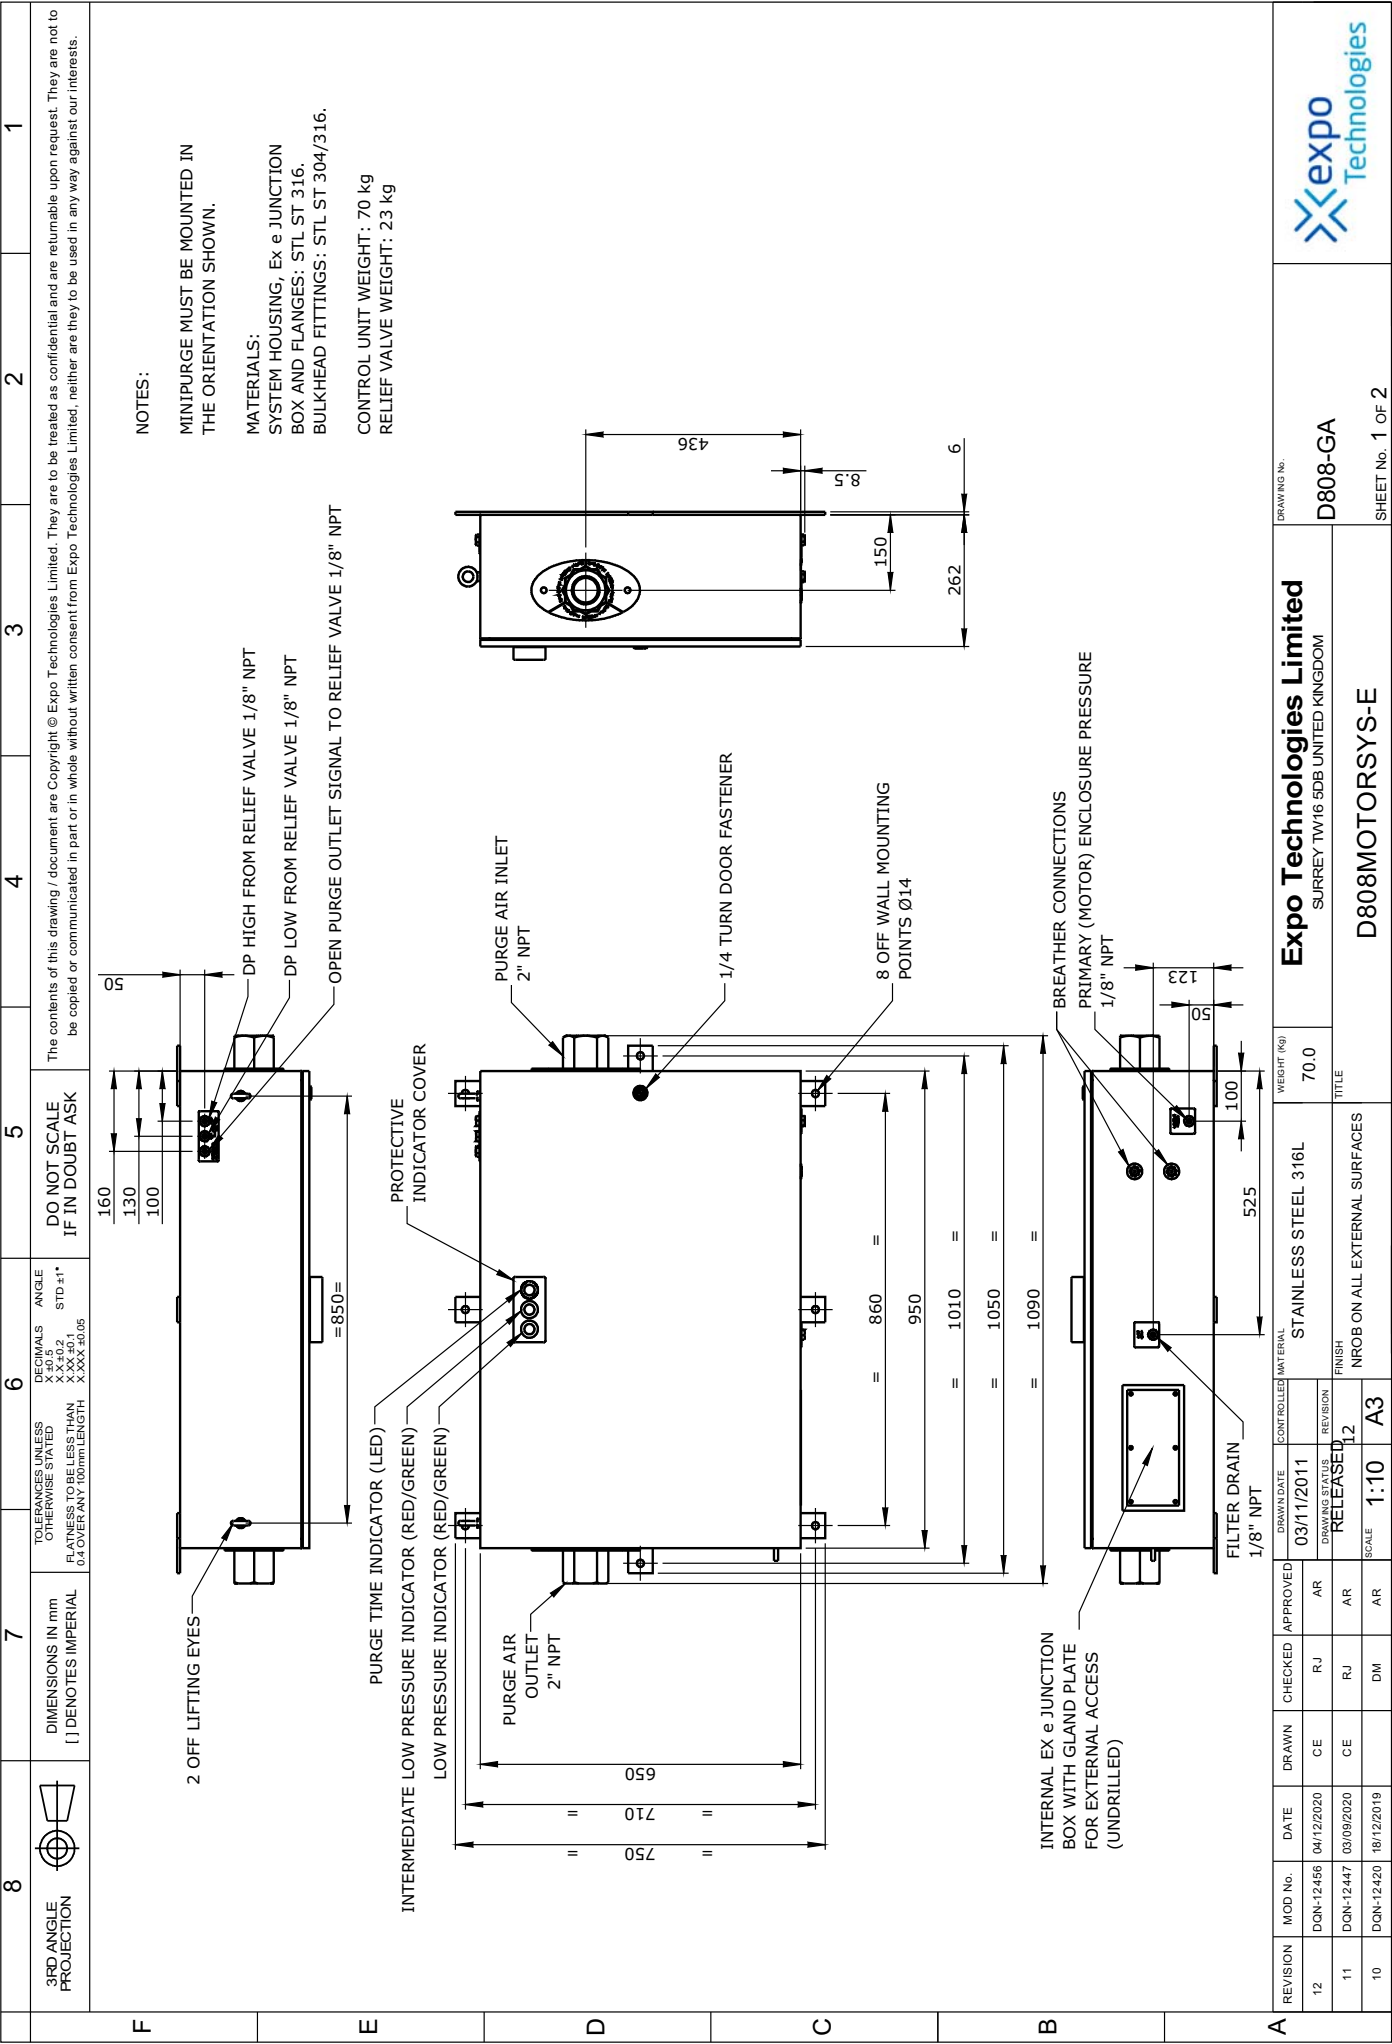 8
7
6
5
4
3
2
1
3RD ANGLE
PROJECTION
DIMENSIONS IN mm
[ ] DENOTES IMPERIAL
TOLERANCES UNLESS
OTHERWISE STATED
FLATNESS TO BE LESS THAN
0.4 OVER ANY 100mm LENGTH
DECIMALS
X ±0.5
X.X ±0.2
X.XX ±0.1
X.XXX ±0.05
ANGLE
STD ±1°
DO NOT SCALE
IF IN DOUBT ASK
The contents of this drawing / document are Copyright © Expo Technologies Limited. They are to be treated as confidential and are returnable upon request. They are not to
be copied or communicated in part or in whole without written consent from Expo Technologies Limited, neither are they to be used in any way against our interests.
F
E
D
C
B
A
2 OFF LIFTING EYES
=850=
160
130
100
50
DP HIGH FROM RELIEF VALVE 1/8" NPT
DP LOW FROM RELIEF VALVE 1/8" NPT
OPEN PURGE OUTLET SIGNAL TO RELIEF VALVE 1/8" NPT
NOTES:
MINIPURGE MUST BE MOUNTED IN
THE ORIENTATION SHOWN.
MATERIALS:
SYSTEM HOUSING, Ex e JUNCTION
BOX AND FLANGES: STL ST 316.
BULKHEAD FITTINGS: STL ST 304/316.
CONTROL UNIT WEIGHT: 70 kg
RELIEF VALVE WEIGHT: 23 kg
PURGE TIME INDICATOR (LED)
INTERMEDIATE LOW PRESSURE INDICATOR (RED/GREEN)
LOW PRESSURE INDICATOR (RED/GREEN)
PROTECTIVE
INDICATOR COVER
PURGE AIR INLET
2" NPT
PURGE AIR
OUTLET
2" NPT
1/4 TURN DOOR FASTENER
8 OFF WALL MOUNTING
POINTS Ø14
650
= 710 =
= 750 =
= 860 =
950
= 1010 =
= 1050 =
= 1090 =
436
8.5
150
262
6
INTERNAL EX e JUNCTION
BOX WITH GLAND PLATE
FOR EXTERNAL ACCESS
(UNDRILLED)
FILTER DRAIN
1/8" NPT
BREATHER CONNECTIONS
PRIMARY (MOTOR) ENCLOSURE PRESSURE
1/8" NPT
525
100
50
123
REVISION
MOD No.
DATE
DRAWN
CHECKED
APPROVED
12
DQN-12456
04/12/2020
CE
RJ
AR
11
DQN-12447
03/09/2020
CE
RJ
AR
10
DQN-12420
18/12/2019
DM
AR
DRAWN DATE
03/11/2011
CONTROLLED
DRAWING STATUS
RELEASED
REVISION
12
SCALE
1:10
A3
MATERIAL
STAINLESS STEEL 316L
FINISH
NROB ON ALL EXTERNAL SURFACES
WEIGHT (Kg)
70.0
Expo Technologies Limited
SURREY TW16 5DB UNITED KINGDOM
TITLE
D808MOTORSYS-E
DRAWING No.
D808-GA
SHEET No. 1 OF 2
expo
Technologies